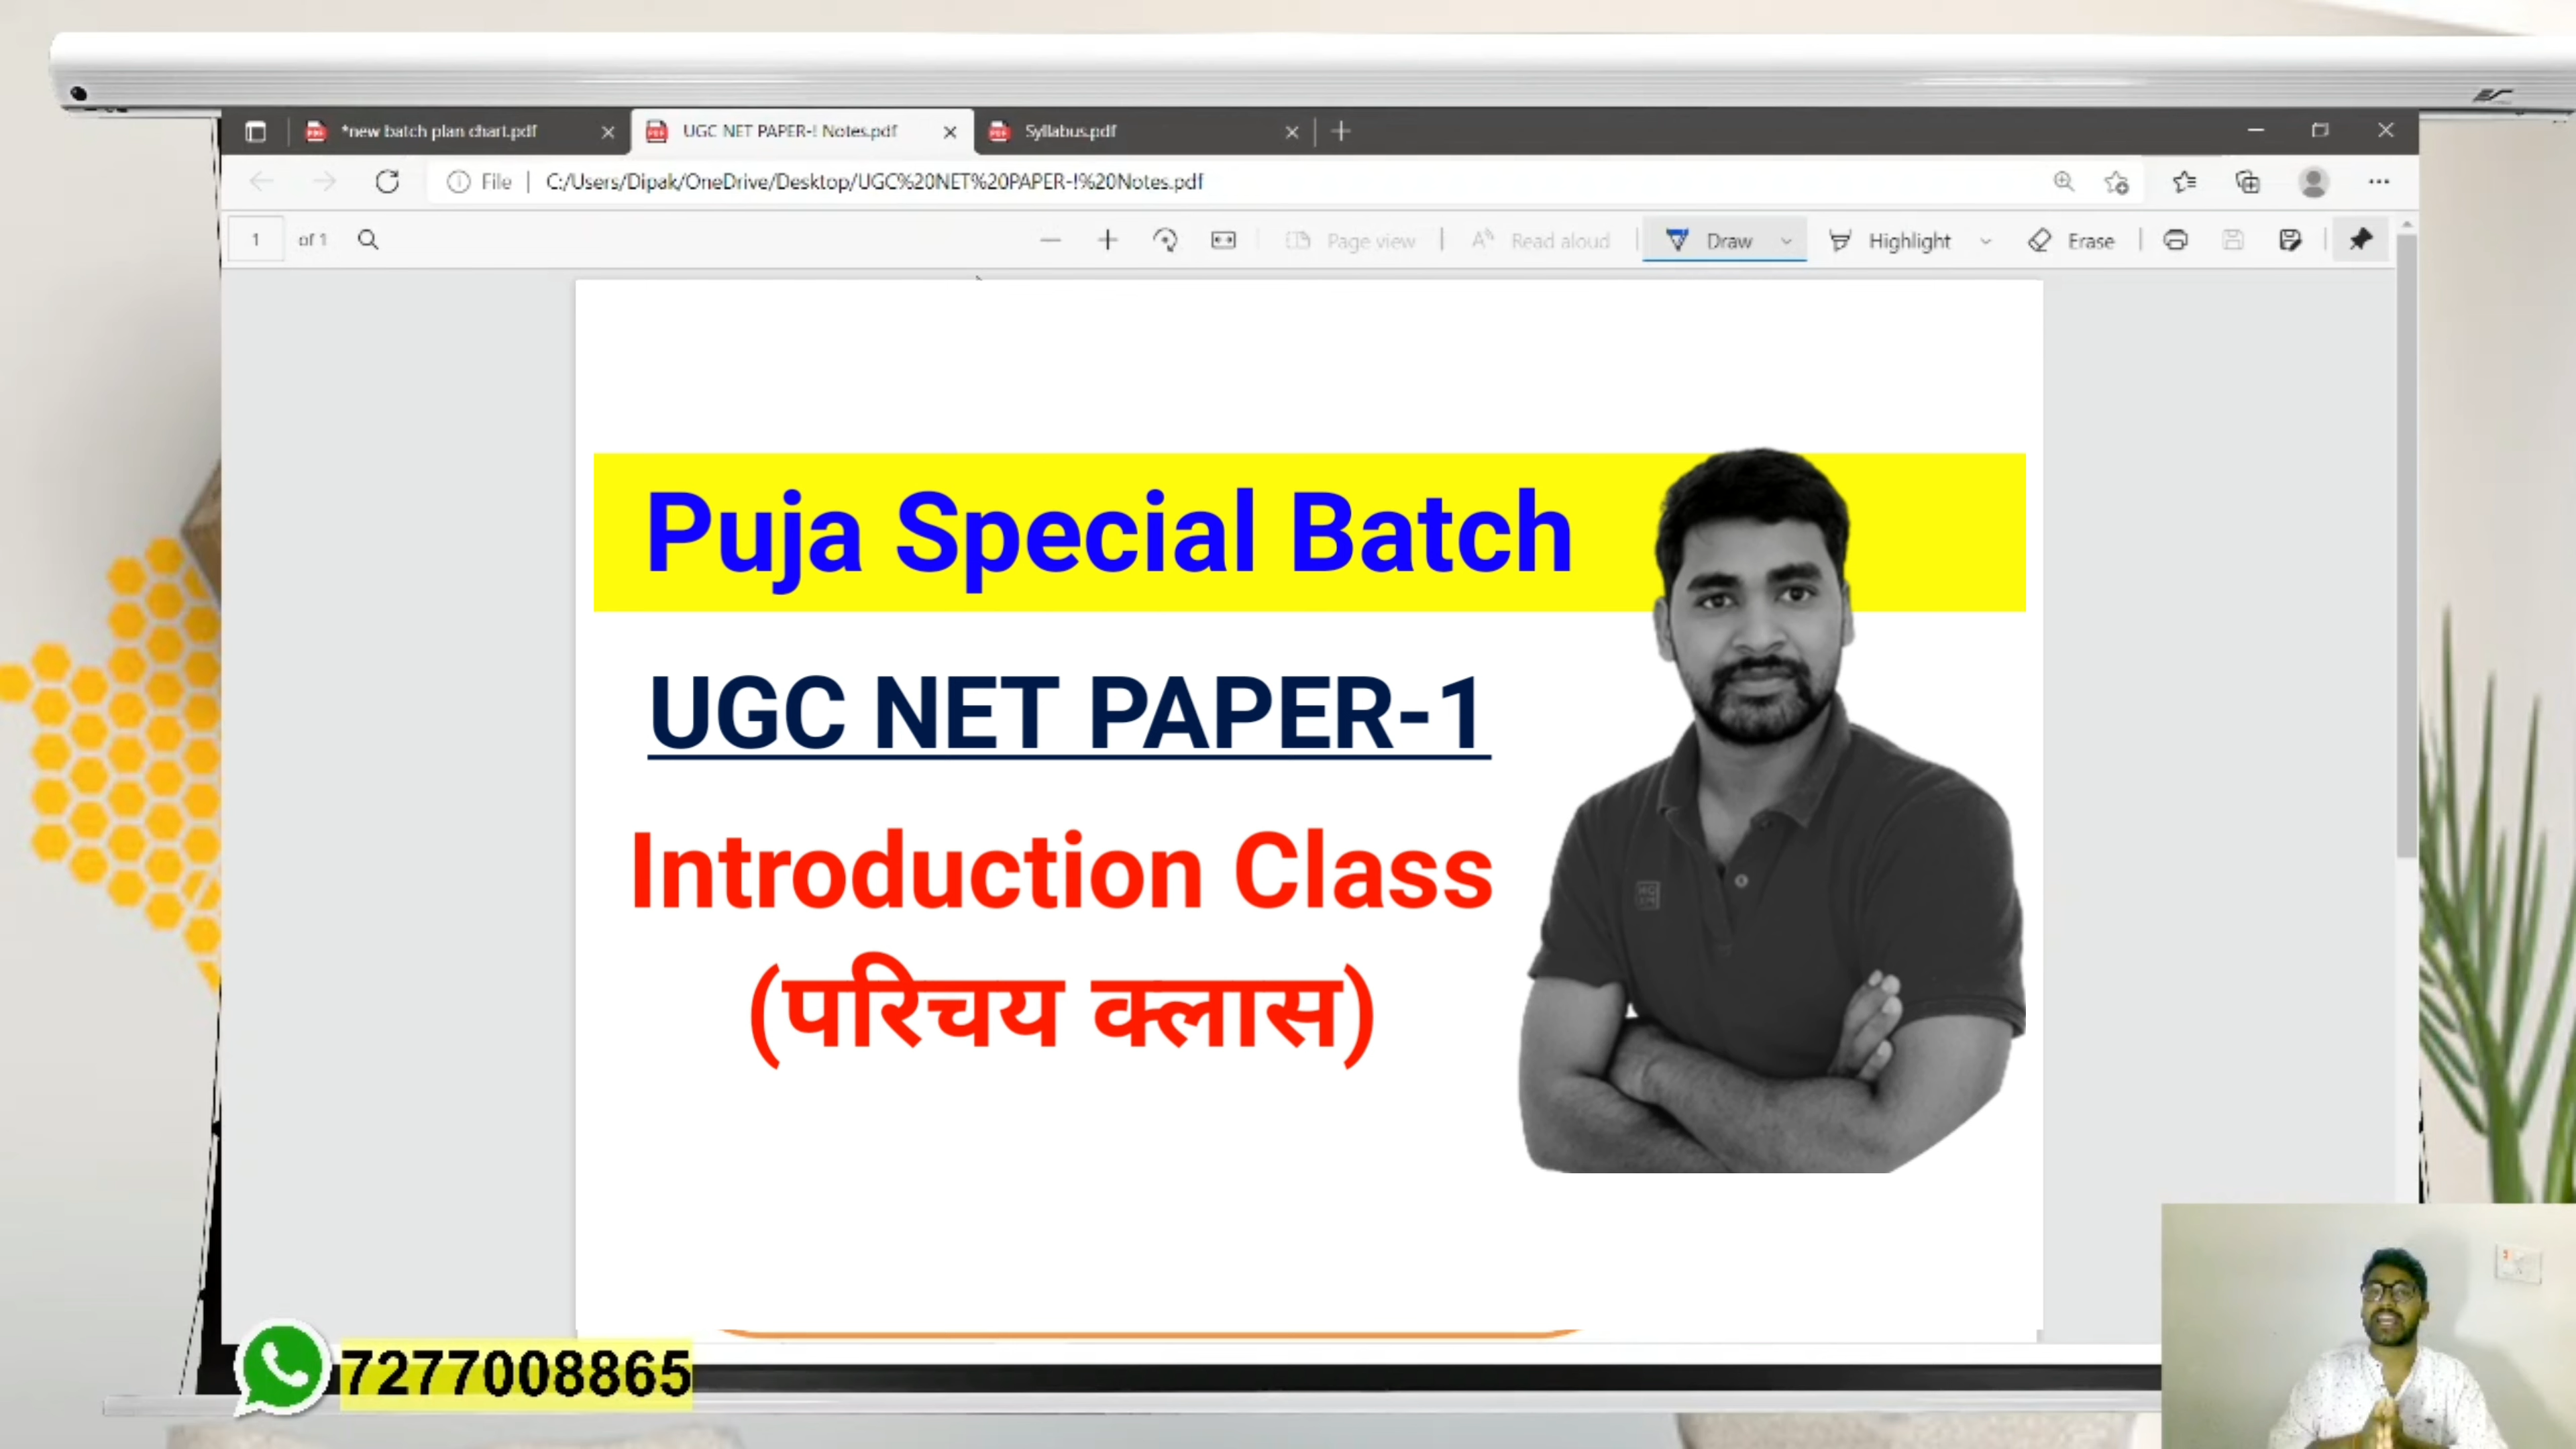 *new batch plan chart.pdf
UGC NET PAPER-! Notes.pdf
Syllabus.pdf
File
C:/Users/Dipak/OneDrive/Desktop/UGC%20NET%20PAPER-!%20Notes.pdf
1 of 1
Page view
Read aloud
Draw
Highlight
Erase
Puja Special Batch
UGC NET PAPER-1
Introduction Class
(परिचय क्लास)
7277008865